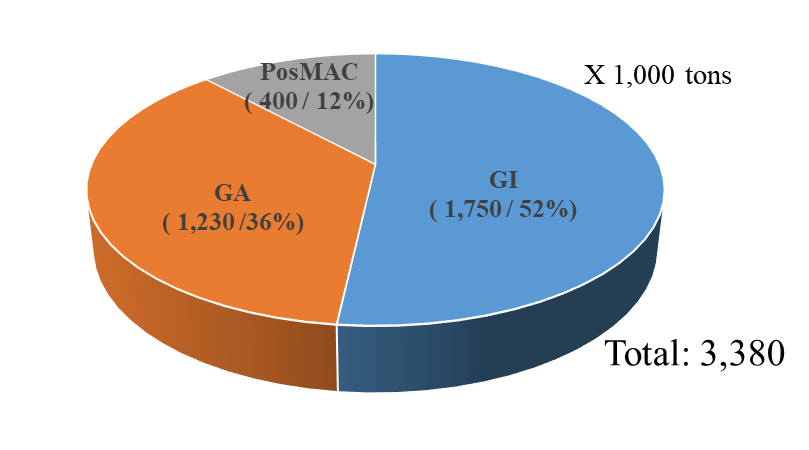 PosMAC
( 400 / 12%)
X 1,000 tons
GI
( 1,750 / 52%)
GA
( 1,230 /36%)
Total: 3,380